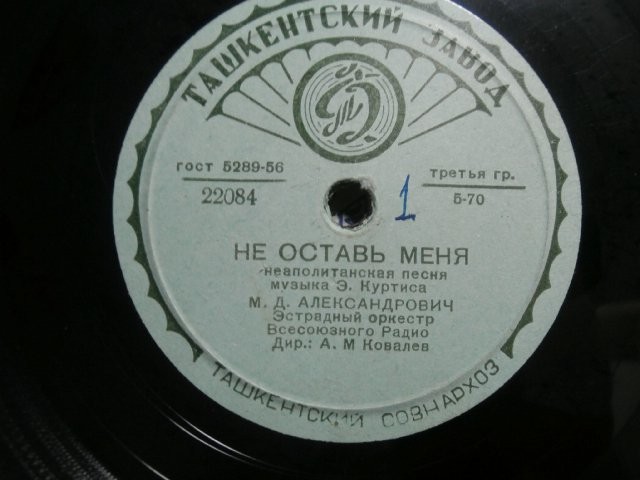 ТАШКЕНТСКИЙ ЗАВОД
гост 5289-56
третья гр.
22084
1
5-70
НЕ ОСТАВЬ МЕНЯ
неаполитанская песня
музыка Э. Куртиса
М. Д. АЛЕКСАНДРОВИЧ
Эстрадный оркестр
Всесоюзного Радио
Дир.: А. М Ковалев
ТАШКЕНТСКИЙ СОВНАРХОЗ